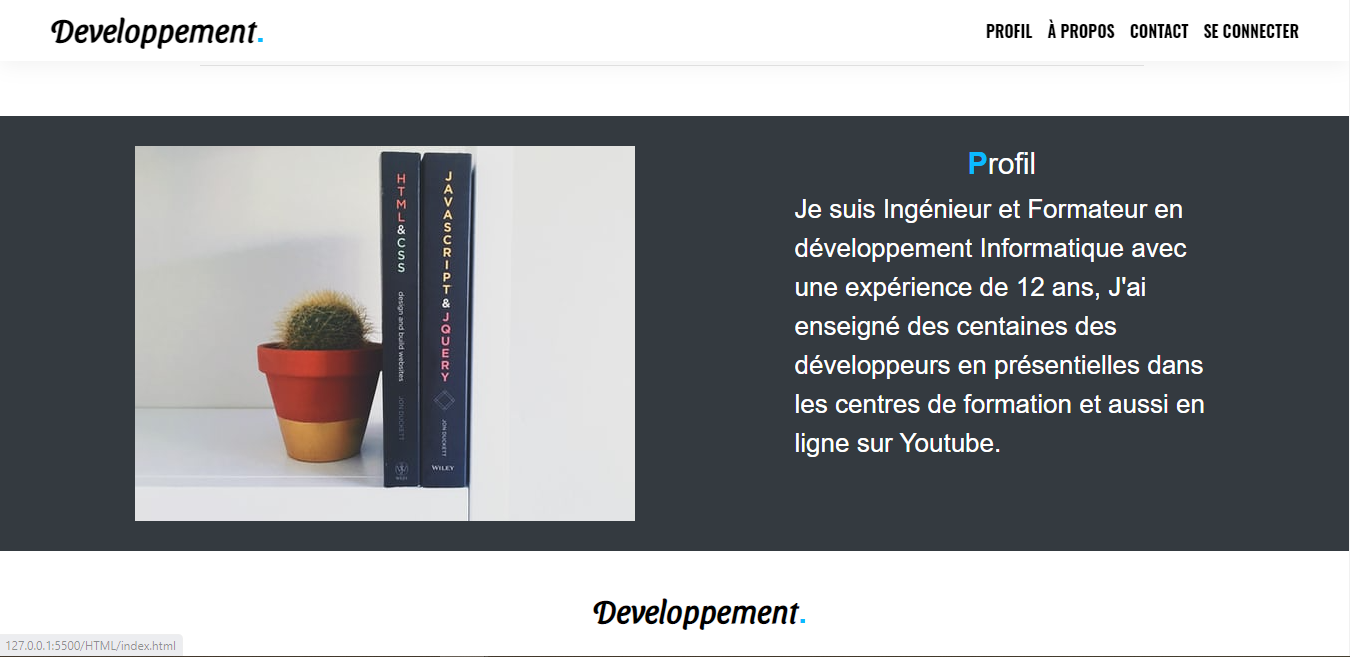 Developpement.
PROFIL À PROPOS CONTACT SE CONNECTER
HTML&CSS
design and build websites
JON DUCKETT
WILEY
JAVASCRIPT&JQUERY
JON DUCKETT
WILEY
Profil
Je suis Ingénieur et Formateur en
développement Informatique avec
une expérience de 12 ans, J'ai
enseigné des centaines des
développeurs en présentielles dans
les centres de formation et aussi en
ligne sur Youtube.
Developpement.
127.0.0.1:5500/HTML/index.html